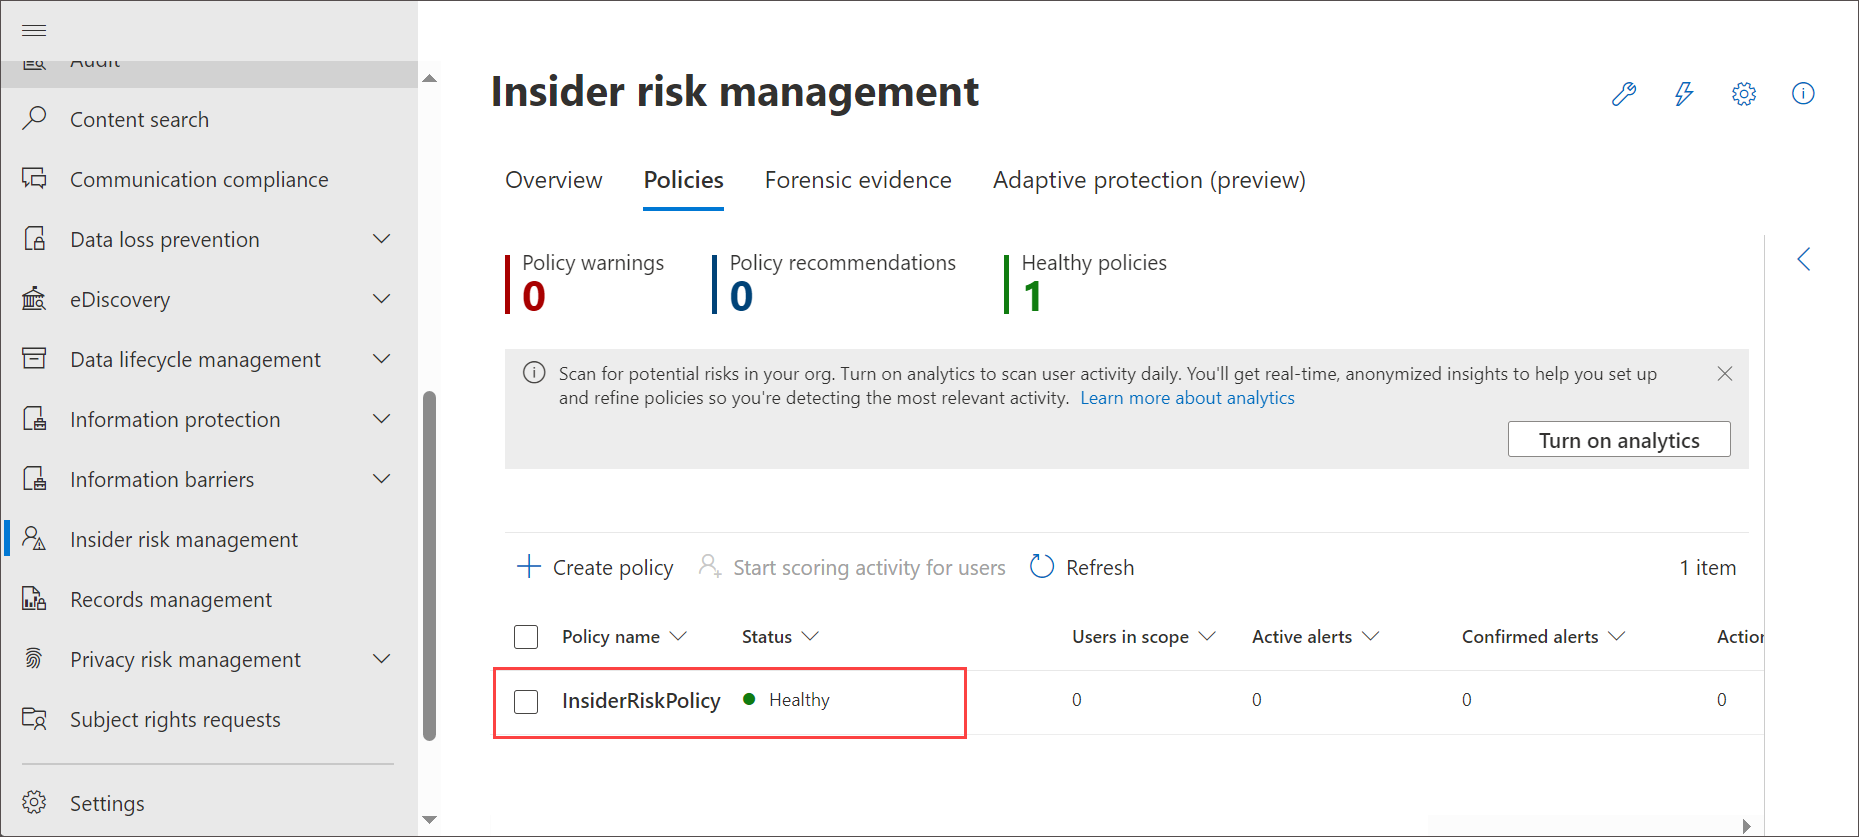 Audit
Content search
Communication compliance
Data loss prevention
eDiscovery
Data lifecycle management
Information protection
Information barriers
Insider risk management
Records management
Privacy risk management
Subject rights requests
Settings
Insider risk management
Overview Policies Forensic evidence Adaptive protection (preview)
Policy warnings Policy recommendations Healthy policies
0 0 1
Scan for potential risks in your org. Turn on analytics to scan user activity daily. You'll get real-time, anonymized insights to help you set up
and refine policies so you're detecting the most relevant activity. Learn more about analytics
Turn on analytics
Create policy Start scoring activity for users Refresh 1 item
Policy name Status Users in scope Active alerts Confirmed alerts Action
InsiderRiskPolicy Healthy 0 0 0 0